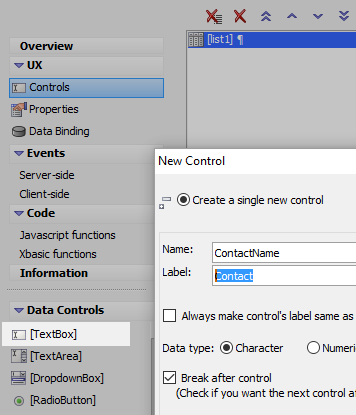 Overview
UX
Controls
Properties
Data Binding
Events
Server-side
Client-side
Code
Javascript functions
Xbasic functions
Information
Data Controls
[TextBox]
[TextArea]
[DropdownBox]
[RadioButton]
[list1] ¶
New Control
Create a single new control
Name: ContactName
Label: Contact
Always make control's label same as
Data type: Character Numeri
Break after control
(Check if you want the next control a